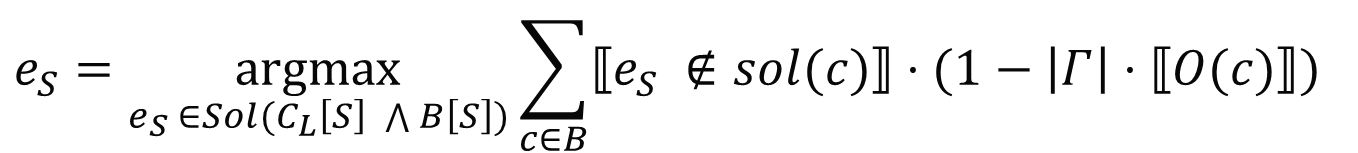 e_S = argmax_{e_S ∈ Sol(C_L[S] ∧ B[S])} ∑_{c∈B} ⟦e_S ∉ sol(c)⟧ · (1 − |Γ| · ⟦O(c)⟧)